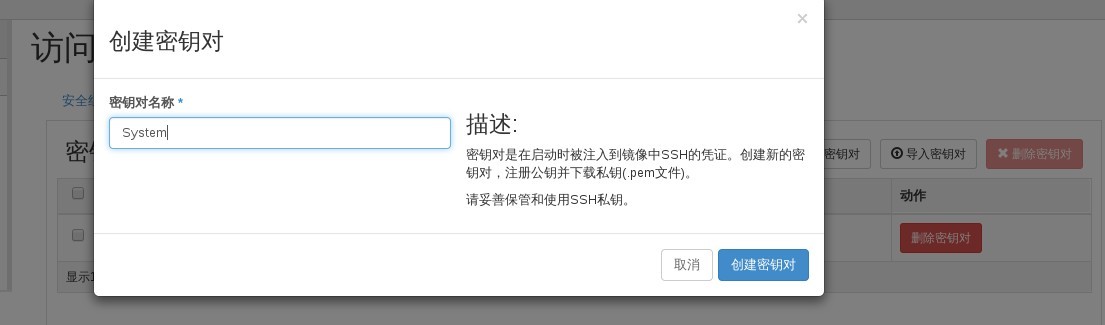 ×
创建密钥对
访问
密钥对名称 *
安全
System
描述:
密钥对是在启动时被注入到镜像中SSH的凭证。创建新的密
钥对，注册公钥并下载私钥(.pem文件)。
请妥善保管和使用SSH私钥。
密
密钥对
导入密钥对
删除密钥对
动作
删除密钥对
显示
取消
创建密钥对